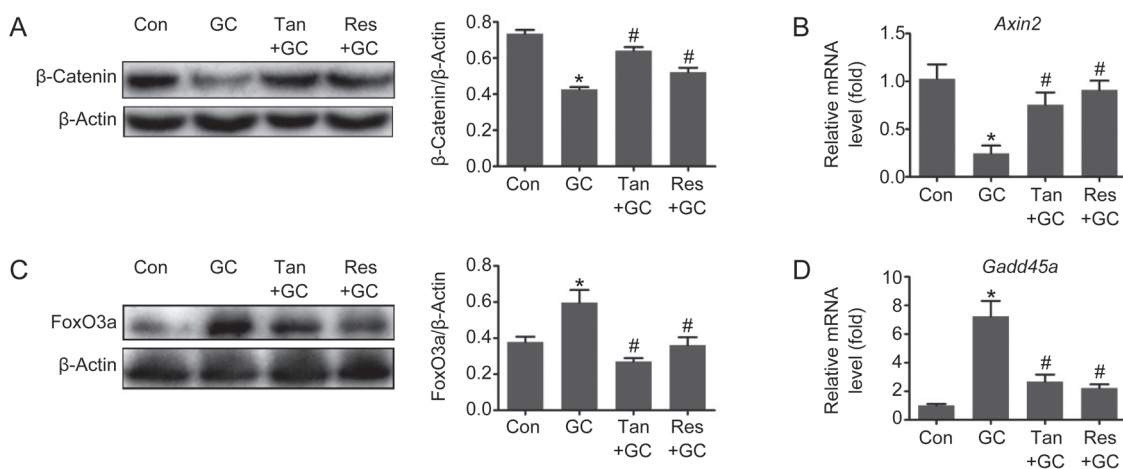 A
Con GC Tan Res
+GC +GC
β-Catenin
β-Actin
β-Catenin/β-Actin
0.8
0.6
0.4
0.2
0.0
*
#
#
Con GC Tan Res
+GC +GC
B
Axin2
Relative mRNA
level (fold)
1.5
1.0
0.5
0.0
*
#
#
Con GC Tan Res
+GC +GC
C
Con GC Tan Res
+GC +GC
FoxO3a
β-Actin
FoxO3a/β-Actin
0.8
0.6
0.4
0.2
0.0
*
#
#
Con GC Tan Res
+GC +GC
D
Gadd45a
Relative mRNA
level (fold)
10
8
6
4
2
0
*
#
#
Con GC Tan Res
+GC +GC